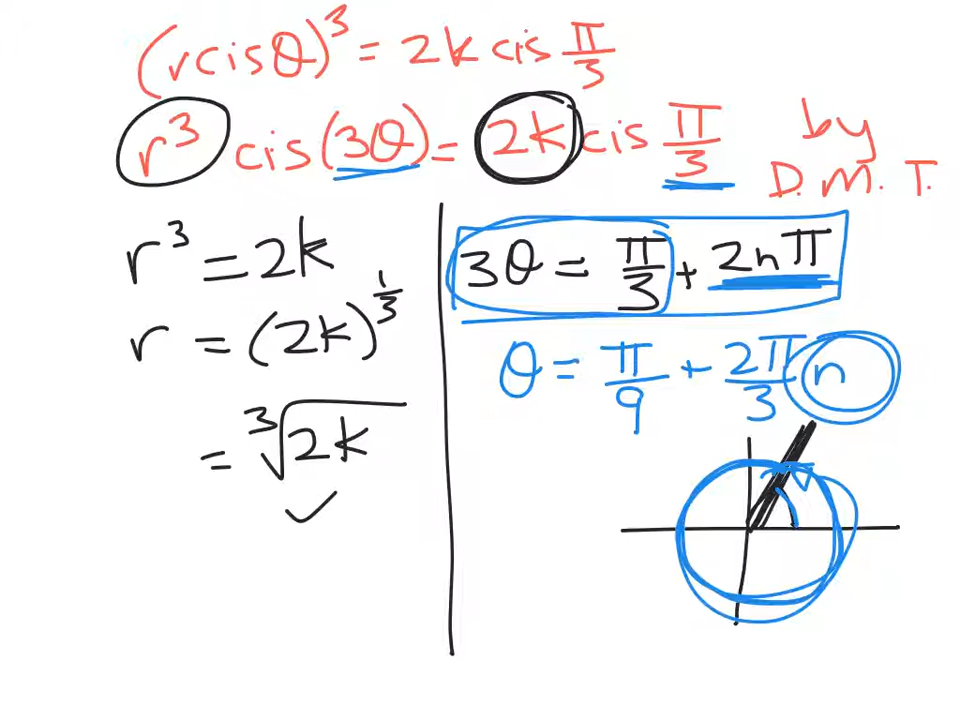 (rcisθ)³ = 2k cis π/3
r³ cis(3θ) = 2k cis π/3 by D.M.T.
r³ = 2k
r = (2k)^1/3
= ∛2k
3θ = π/3 + 2nπ
θ = π/9 + 2π/3 n